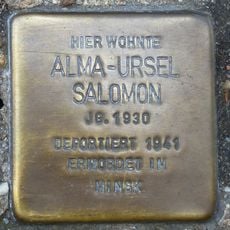 HIER WOHNTE
ALMA-URSEL
SALOMON
JG. 1930
DEPORTIERT 1941
ERMORDET IN
MINSK